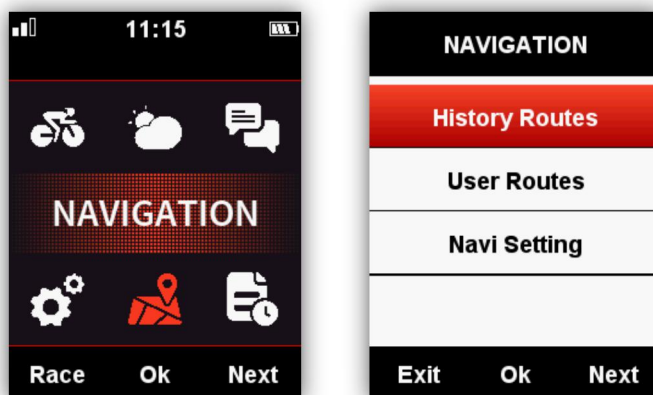 11:15
NAVIGATION
Race Ok Next
NAVIGATION
History Routes
User Routes
Navi Setting
Exit Ok Next